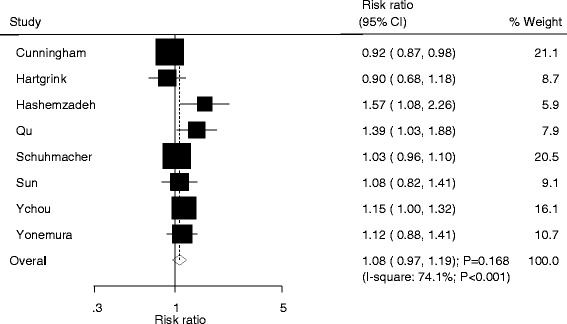 Risk ratio
Study (95% CI) % Weight
Cunningham 0.92 ( 0.87, 0.98) 21.1
Hartgrink 0.90 ( 0.68, 1.18) 8.7
Hashemzadeh 1.57 ( 1.08, 2.26) 5.9
Qu 1.39 ( 1.03, 1.88) 7.9
Schuhmacher 1.03 ( 0.96, 1.10) 20.5
Sun 1.08 ( 0.82, 1.41) 9.1
Ychou 1.15 ( 1.00, 1.32) 16.1
Yonemura 1.12 ( 0.88, 1.41) 10.7
Overal 1.08 ( 0.97, 1.19); P=0.168 100.0
(I-square: 74.1%; P<0.001)
.3 1 5
Risk ratio